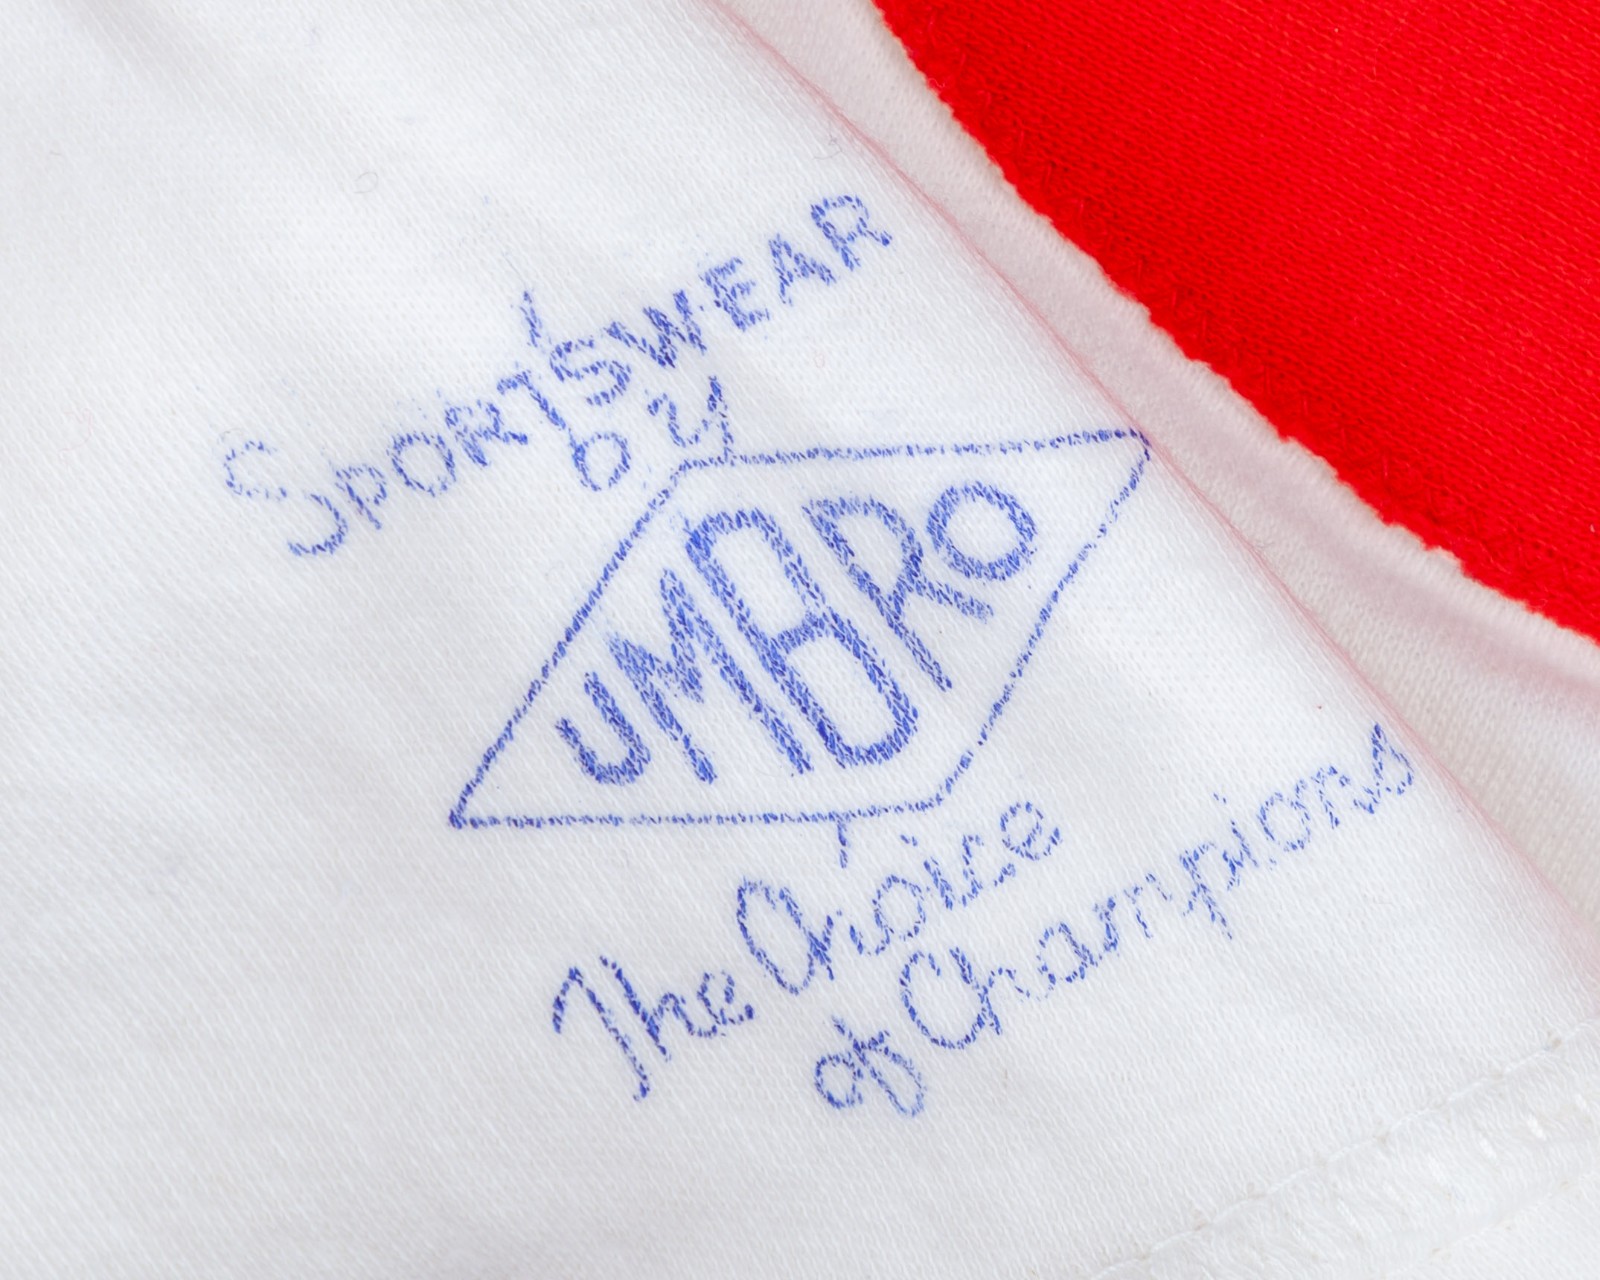 SpORTSWEAR
by
UMBRO
The Choice
of Champions